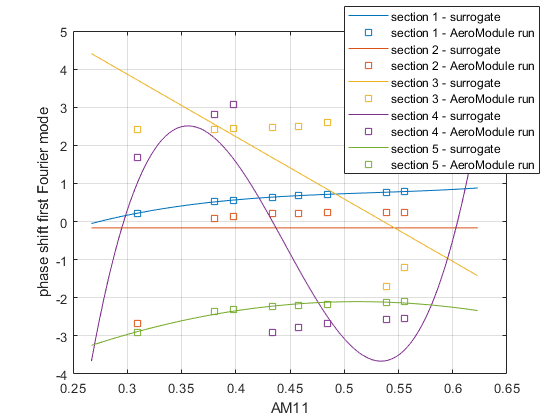 section 1 - surrogate
section 1 - AeroModule run
section 2 - surrogate
section 2 - AeroModule run
section 3 - surrogate
section 3 - AeroModule run
section 4 - surrogate
section 4 - AeroModule run
section 5 - surrogate
section 5 - AeroModule run
5
4
3
2
1
0
-1
-2
-3
-4
phase shift first Fourier mode
0.25
0.3
0.35
0.4
0.45
0.5
0.55
0.6
0.65
AM11